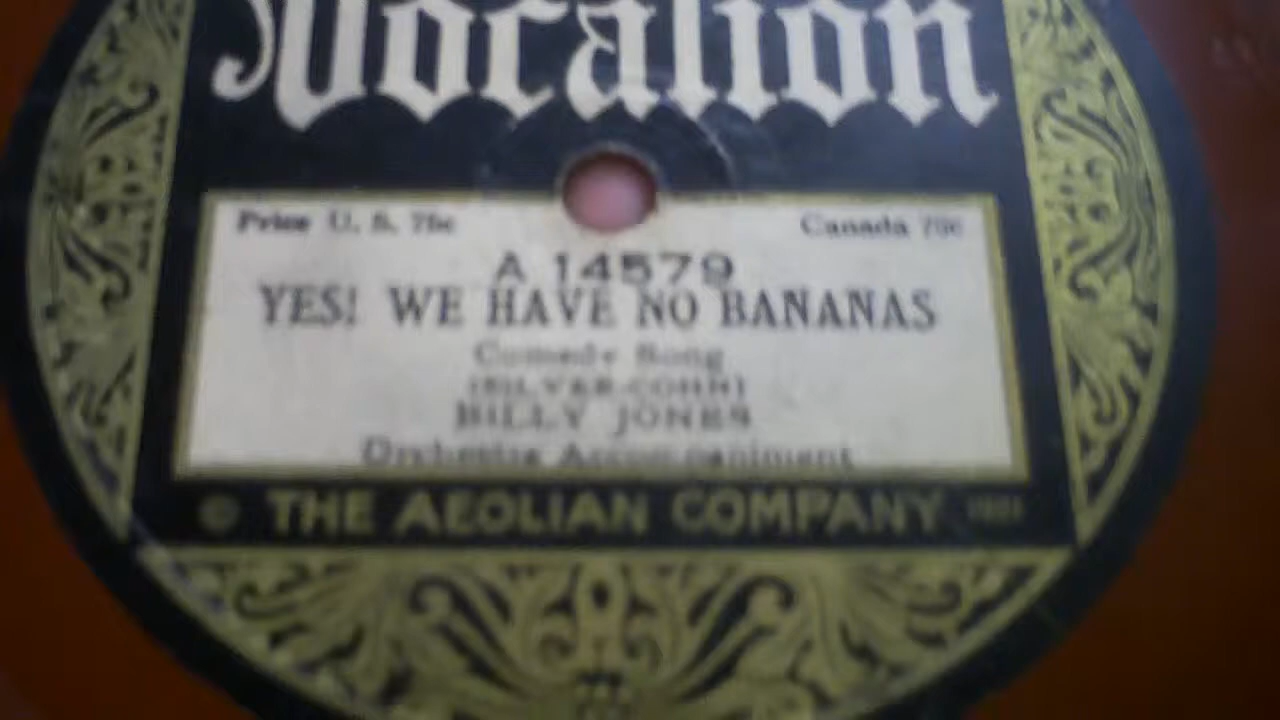 Vocalion
Price U. S. 75c Canada 75c
A 14579
YES! WE HAVE NO BANANAS
Comedy Song
(SILVER-COHN)
BILLY JONES
Orchestra Accompaniment
© THE AEOLIAN COMPANY